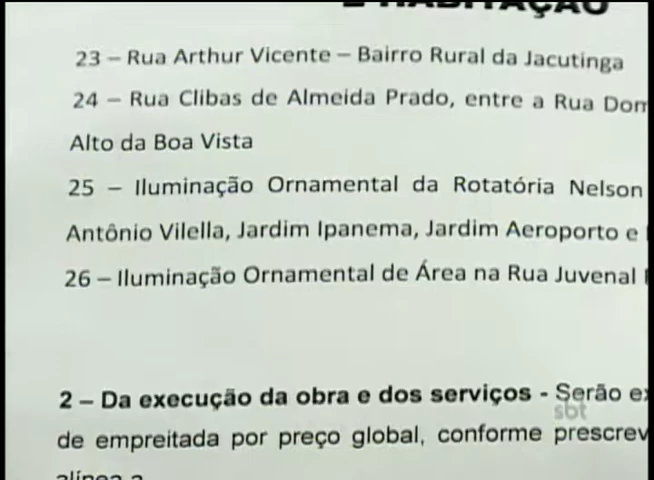 E HABITAÇÃO
23 – Rua Arthur Vicente – Bairro Rural da Jacutinga
24 – Rua Clibas de Almeida Prado, entre a Rua Dom
Alto da Boa Vista
25 – Iluminação Ornamental da Rotatória Nelson
Antônio Vilella, Jardim Ipanema, Jardim Aeroporto e
26 – Iluminação Ornamental de Área na Rua Juvenal
2 – Da execução da obra e dos serviços - Serão ex
sbt
de empreitada por preço global, conforme prescrev
alínea a